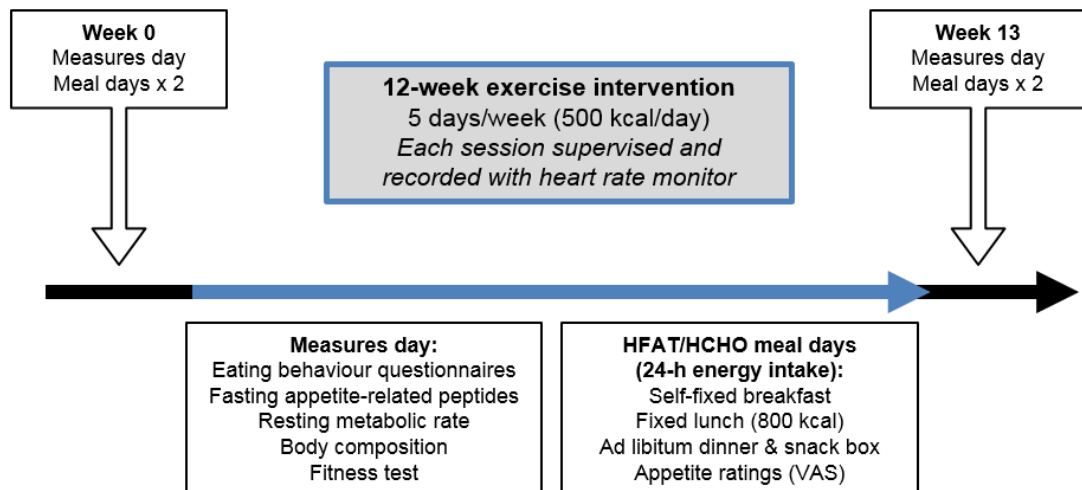 Week 0
Measures day
Meal days x 2
12-week exercise intervention
5 days/week (500 kcal/day)
Each session supervised and
recorded with heart rate monitor
Week 13
Measures day
Meal days x 2
Measures day:
Eating behaviour questionnaires
Fasting appetite-related peptides
Resting metabolic rate
Body composition
Fitness test
HFAT/HCHO meal days
(24-h energy intake):
Self-fixed breakfast
Fixed lunch (800 kcal)
Ad libitum dinner & snack box
Appetite ratings (VAS)